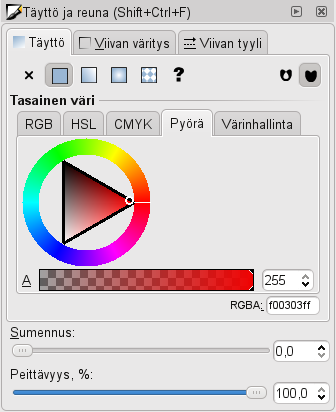 Täyttö ja reuna (Shift+Ctrl+F)
Täyttö Viivan väritys Viivan tyyli
?
Tasainen väri
RGB HSL CMYK Pyörä Värinhallinta
A 255
RGBA: f00303ff
Sumennus:
0,0
Peittävyys, %:
100,0